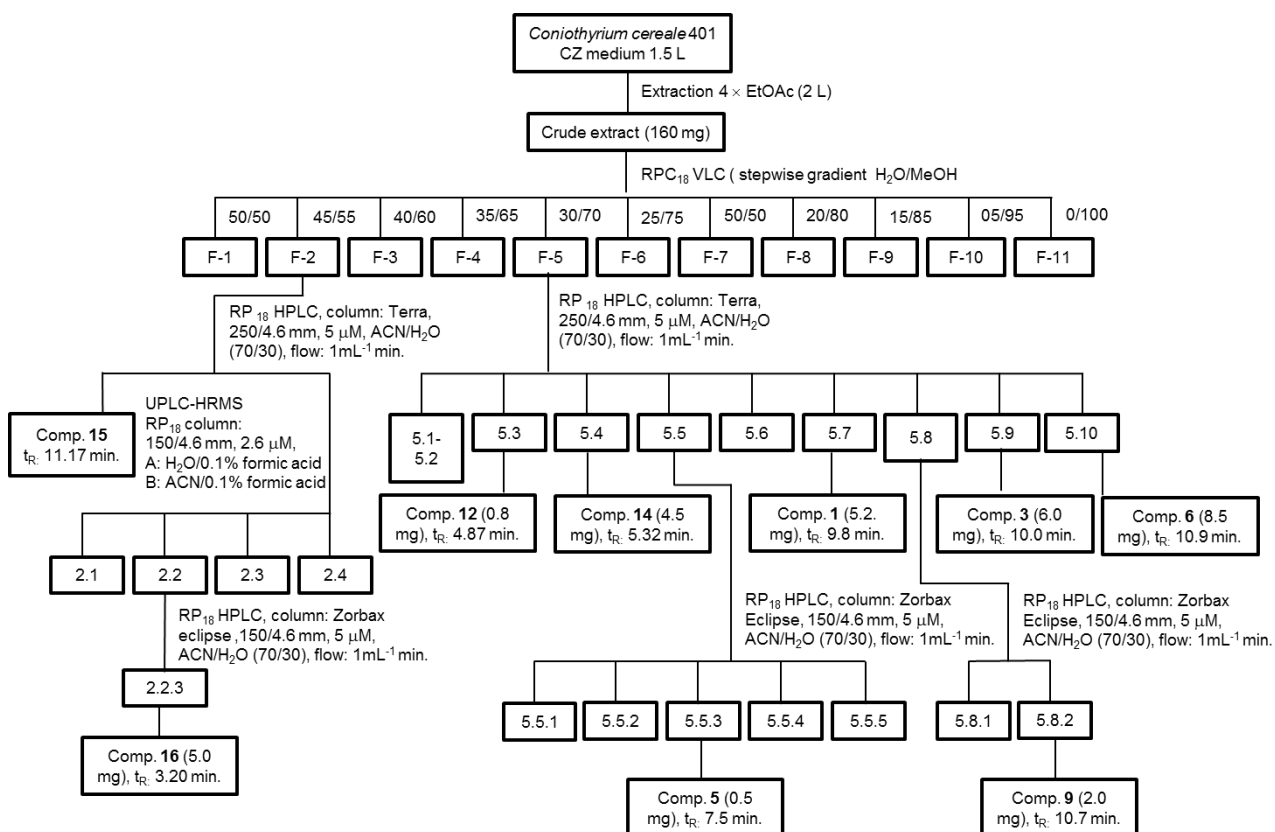 Coniothyrium cereale 401
CZ medium 1.5 L
Extraction 4 × EtOAc (2 L)
Crude extract (160 mg)
RPC₁₈ VLC ( stepwise gradient H₂O/MeOH
50/50 45/55 40/60 35/65 30/70 25/75 50/50 20/80 15/85 05/95 0/100
F-1 F-2 F-3 F-4 F-5 F-6 F-7 F-8 F-9 F-10 F-11
RP ₁₈ HPLC, column: Terra,
250/4.6 mm, 5 μM, ACN/H₂O
(70/30), flow: 1mL⁻¹ min.
RP ₁₈ HPLC, column: Terra,
250/4.6 mm, 5 μM, ACN/H₂O
(70/30), flow: 1mL⁻¹ min.
Comp. 15
tR: 11.17 min.
UPLC-HRMS
RP₁₈ column:
150/4.6 mm, 2.6 μM,
A: H₂O/0.1% formic acid
B: ACN/0.1% formic acid
5.1-
5.2
5.3 5.4 5.5 5.6 5.7 5.8 5.9 5.10
Comp. 12 (0.8
mg), tR: 4.87 min.
Comp. 14 (4.5
mg), tR: 5.32 min.
Comp. 1 (5.2.
mg), tR: 9.8 min.
Comp. 3 (6.0
mg), tR: 10.0 min.
Comp. 6 (8.5
mg), tR: 10.9 min.
2.1 2.2 2.3 2.4
RP₁₈ HPLC, column: Zorbax
eclipse ,150/4.6 mm, 5 μM,
ACN/H₂O (70/30), flow: 1mL⁻¹ min.
RP₁₈ HPLC, column: Zorbax
Eclipse, 150/4.6 mm, 5 μM,
ACN/H₂O (70/30), flow: 1mL⁻¹ min.
RP₁₈ HPLC, column: Zorbax
Eclipse, 150/4.6 mm, 5 μM,
ACN/H₂O (70/30), flow: 1mL⁻¹ min.
2.2.3
5.5.1 5.5.2 5.5.3 5.5.4 5.5.5 5.8.1 5.8.2
Comp. 16 (5.0
mg), tR: 3.20 min.
Comp. 5 (0.5
mg), tR: 7.5 min.
Comp. 9 (2.0
mg), tR: 10.7 min.